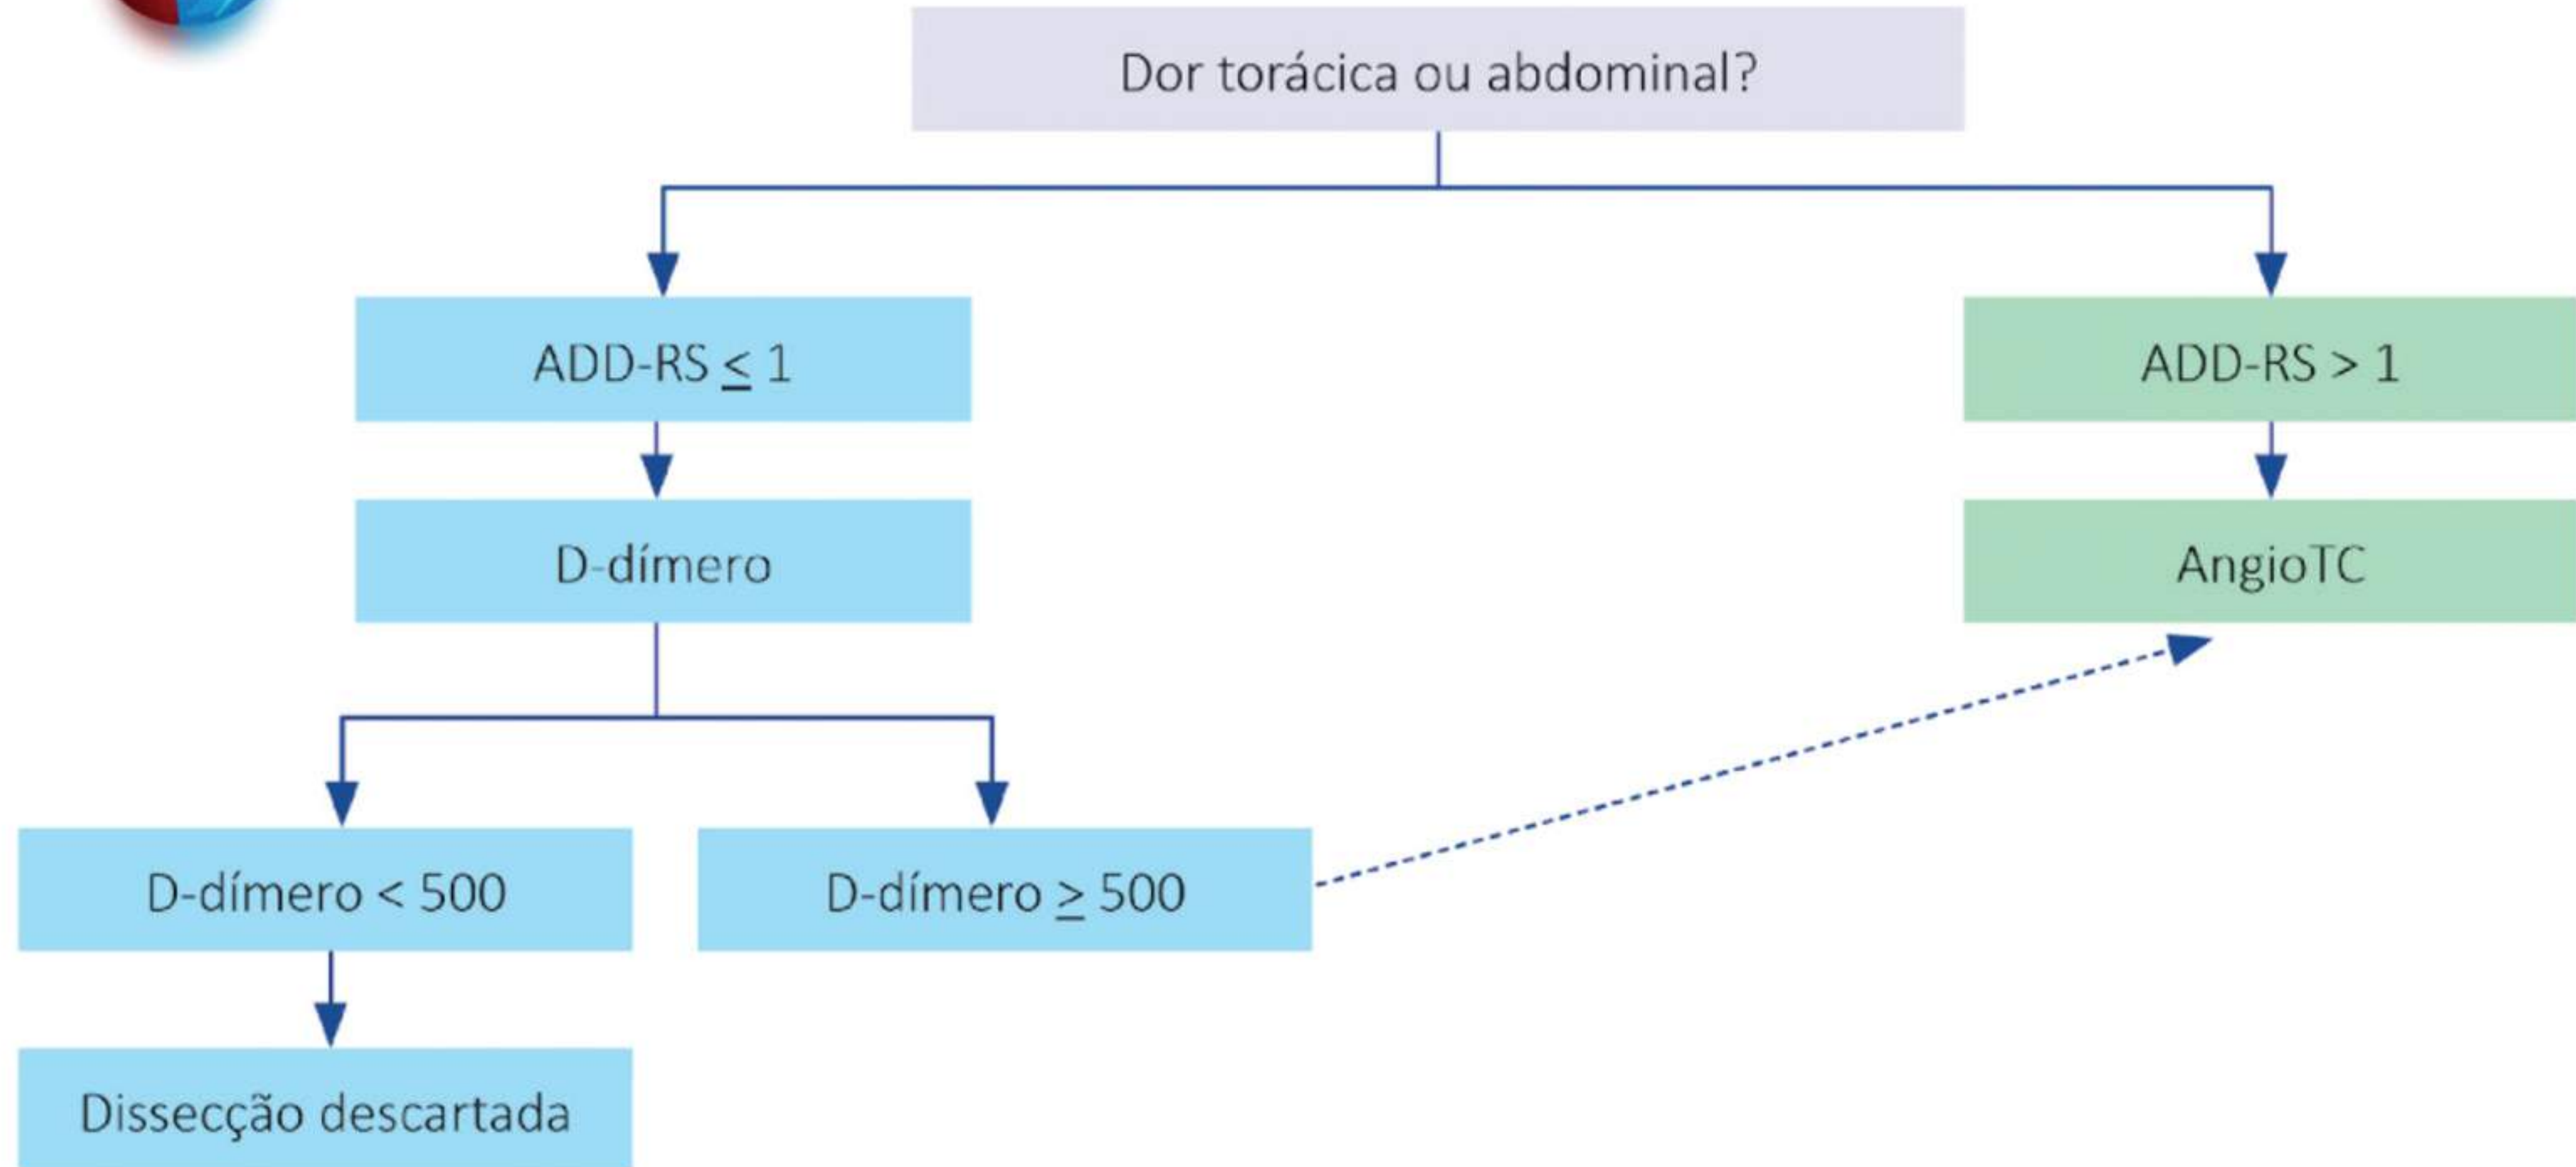 Dor torácica ou abdominal?
ADD-RS ≤ 1
ADD-RS > 1
D-dímero
AngioTC
D-dímero < 500
D-dímero ≥ 500
Dissecção descartada